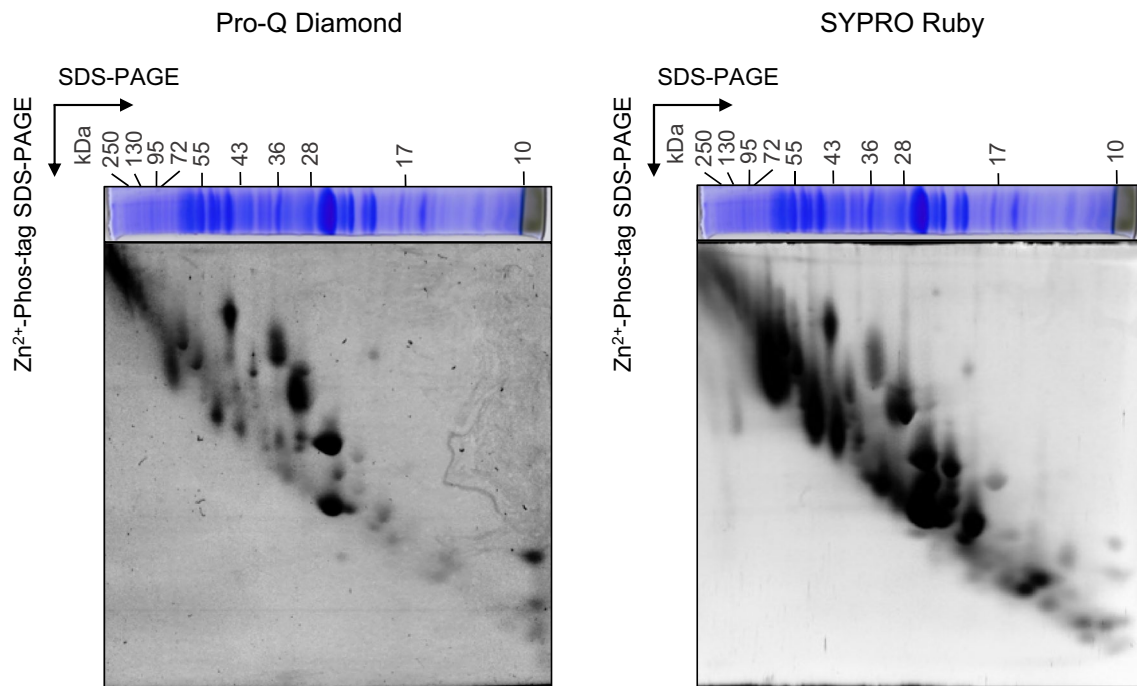 Pro-Q Diamond
SDS-PAGE
Zn²⁺-Phos-tag SDS-PAGE
kDa
250
130
95
72
55
43
36
28
17
10
SYPRO Ruby
SDS-PAGE
Zn²⁺-Phos-tag SDS-PAGE
kDa
250
130
95
72
55
43
36
28
17
10